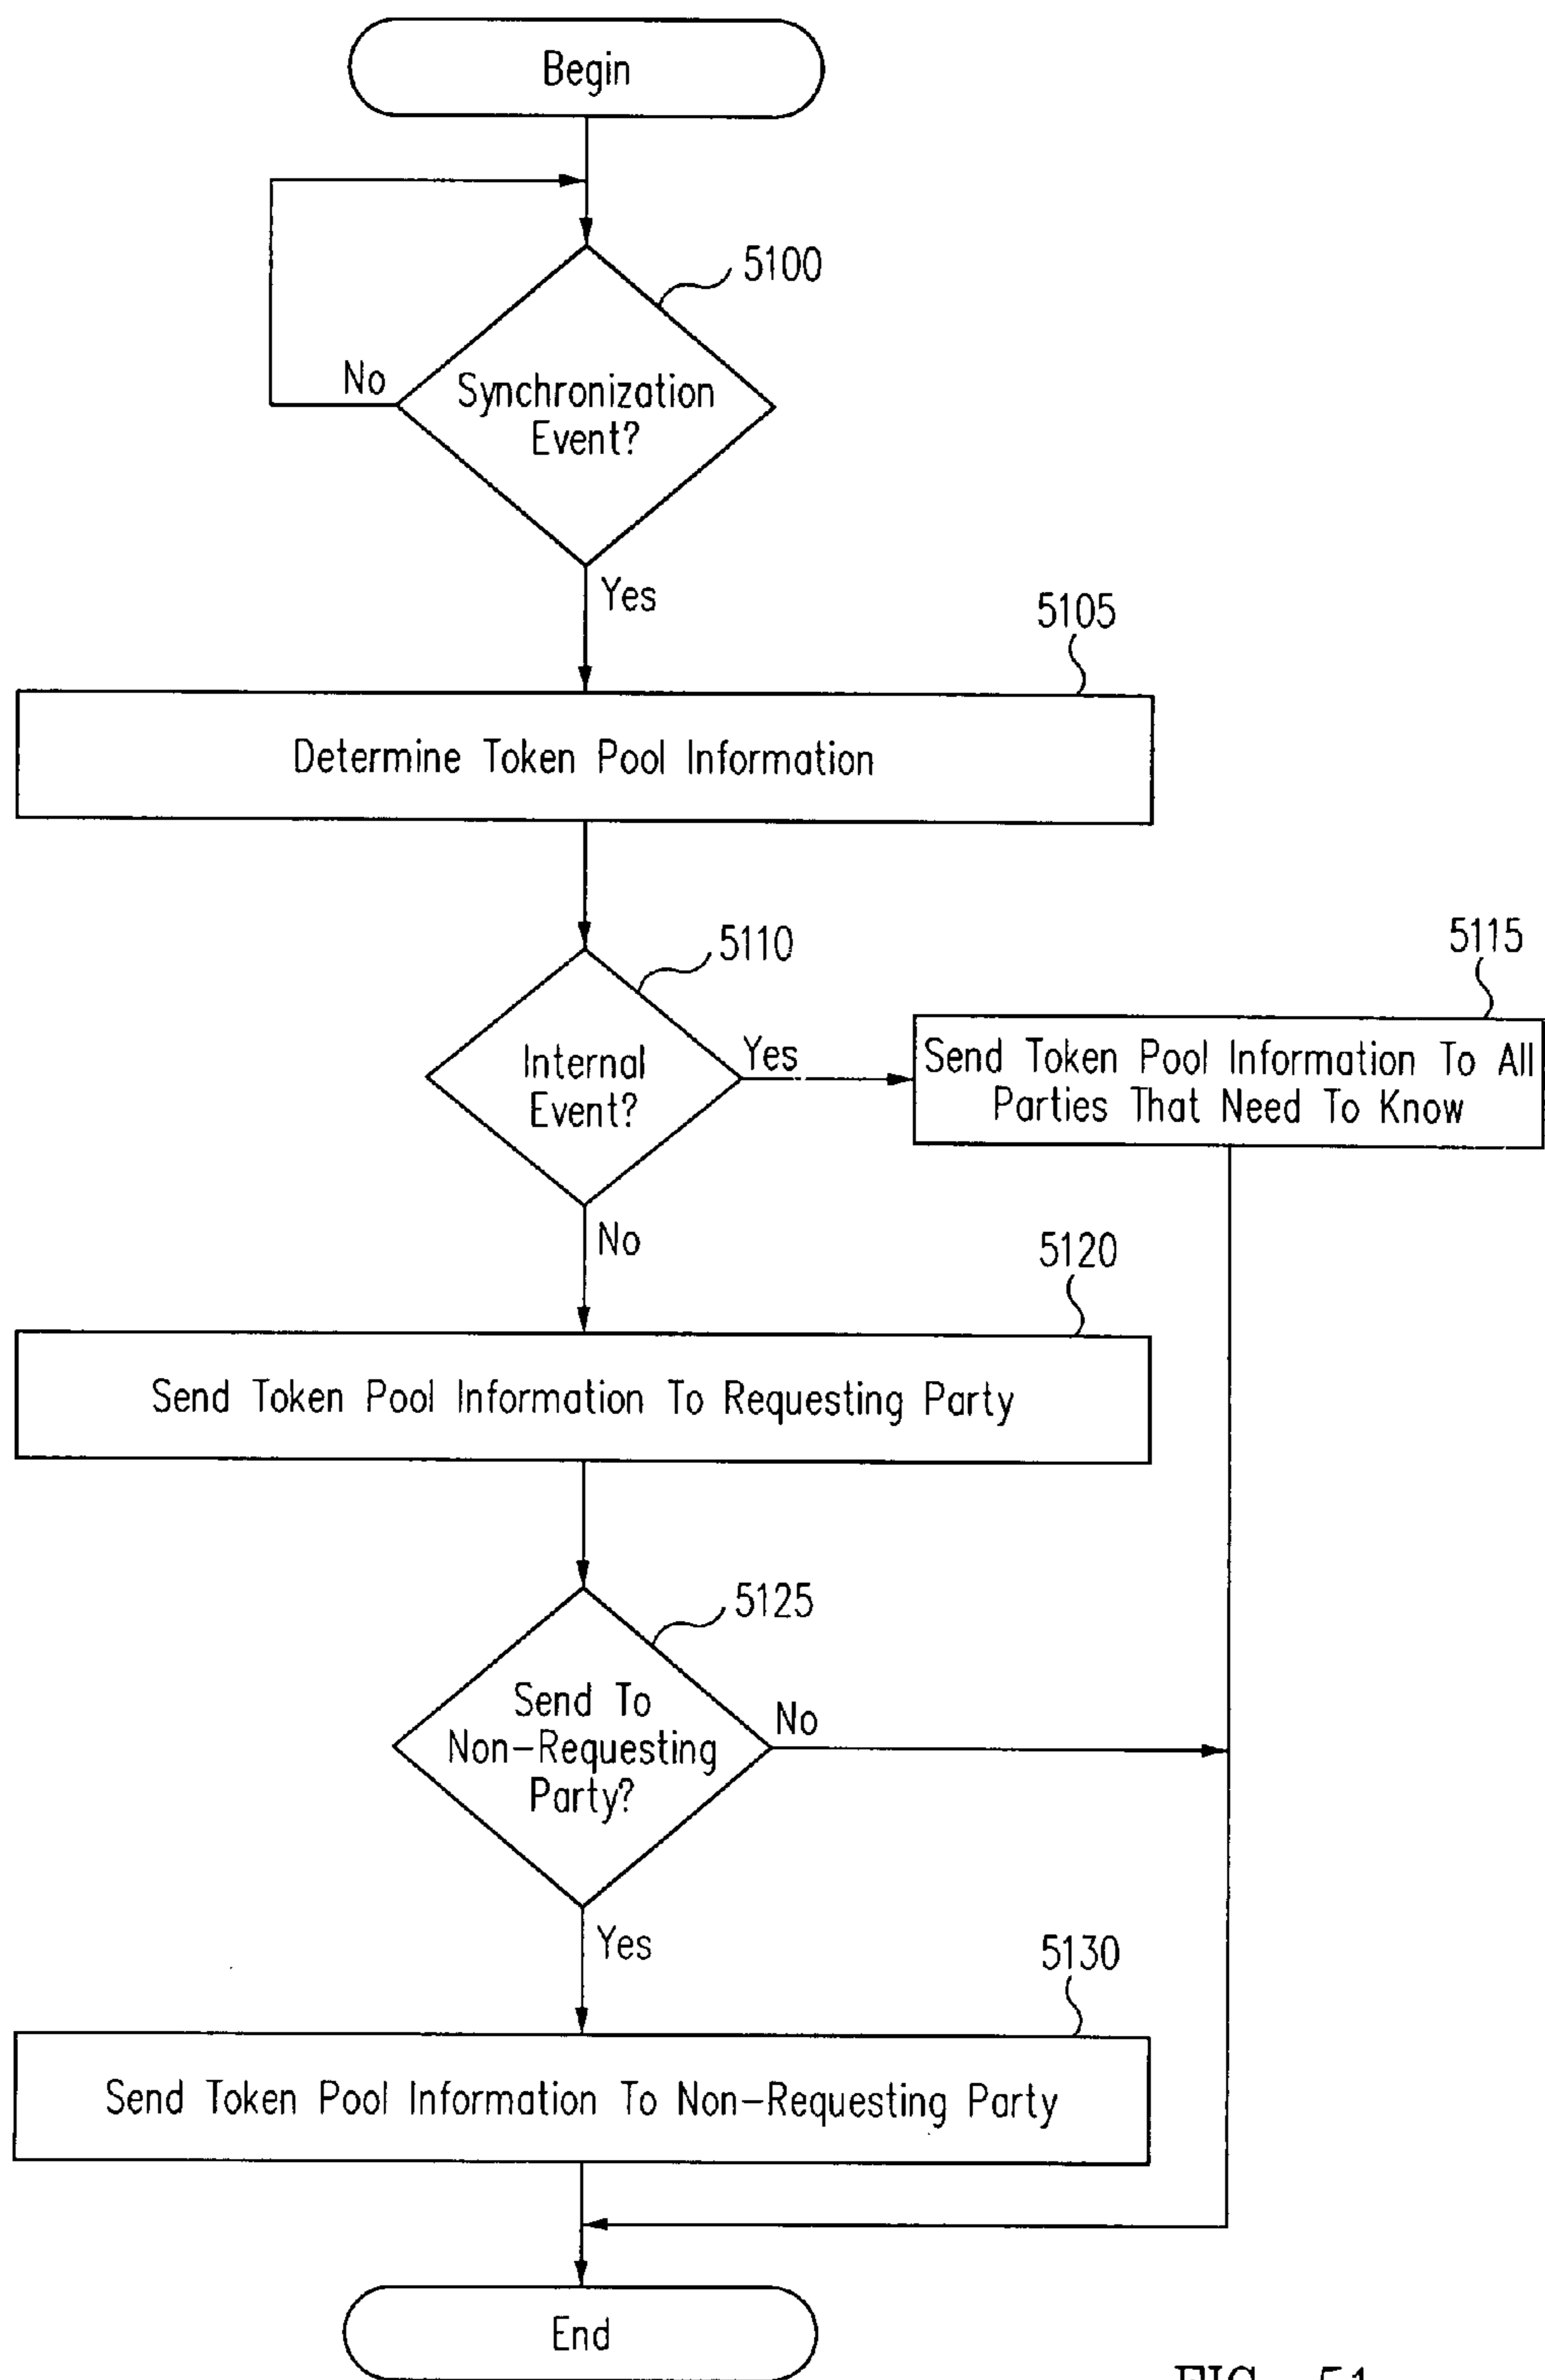 Begin
5100
No
Synchronization
Event?
Yes
5105
Determine Token Pool Information
5110
Internal
Event?
Yes
5115
Send Token Pool Information To All
Parties That Need To Know
No
5120
Send Token Pool Information To Requesting Party
5125
Send To
Non-Requesting
Party?
No
Yes
5130
Send Token Pool Information To Non-Requesting Party
End
FIG. 51